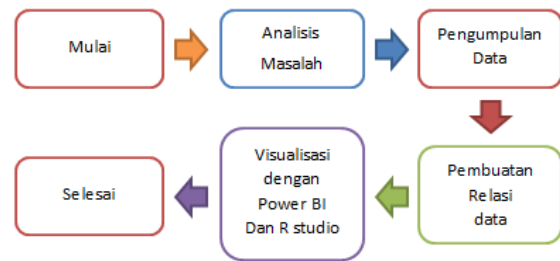 Mulai
Analisis
Masalah
Pengumpulan
Data
Pembuatan
Relasi
data
Visualisasi
dengan
Power BI
Dan R studio
Selesai